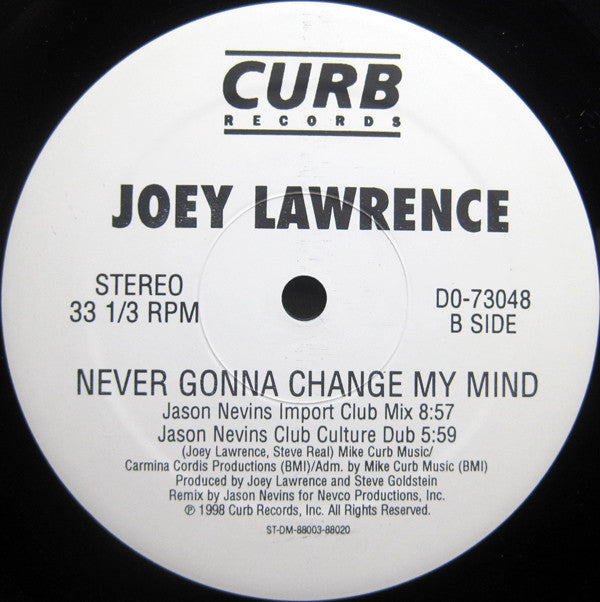 CURB
RECORDS
JOEY LAWRENCE
STEREO
33 1/3 RPM
D0-73048
B SIDE
NEVER GONNA CHANGE MY MIND
Jason Nevins Import Club Mix 8:57
Jason Nevins Club Culture Dub 5:59
(Joey Lawrence, Steve Real) Mike Curb Music/
Carmina Cordis Productions (BMI)/Adm. by Mike Curb Music (BMI)
Produced by Joey Lawrence and Steve Goldstein
Remix by Jason Nevins for Nevco Productions, Inc.
℗ 1998 Curb Records, Inc. All Rights Reserved.
ST-DM-88003-88020